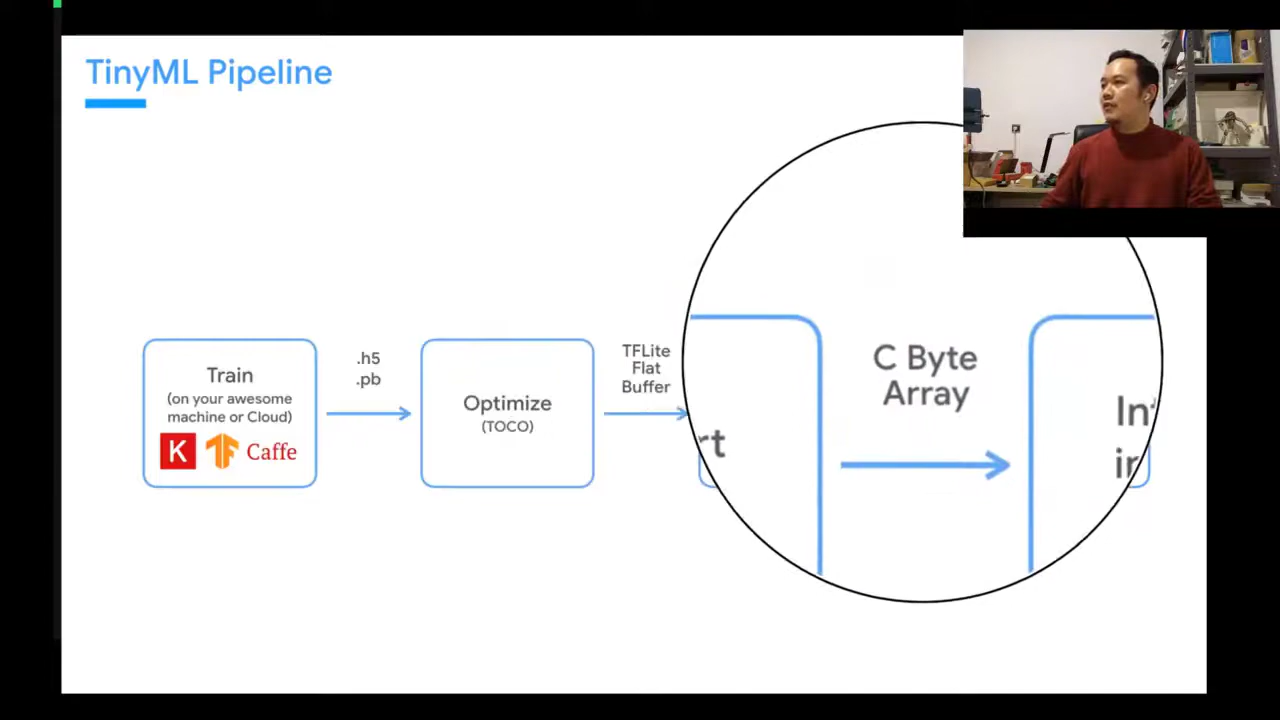 TinyML Pipeline
Train
(on your awesome
machine or Cloud)
K
Caffe
.h5
.pb
Optimize
(TOCO)
TFLite
Flat
Buffer
rt
C Byte
Array
In
in